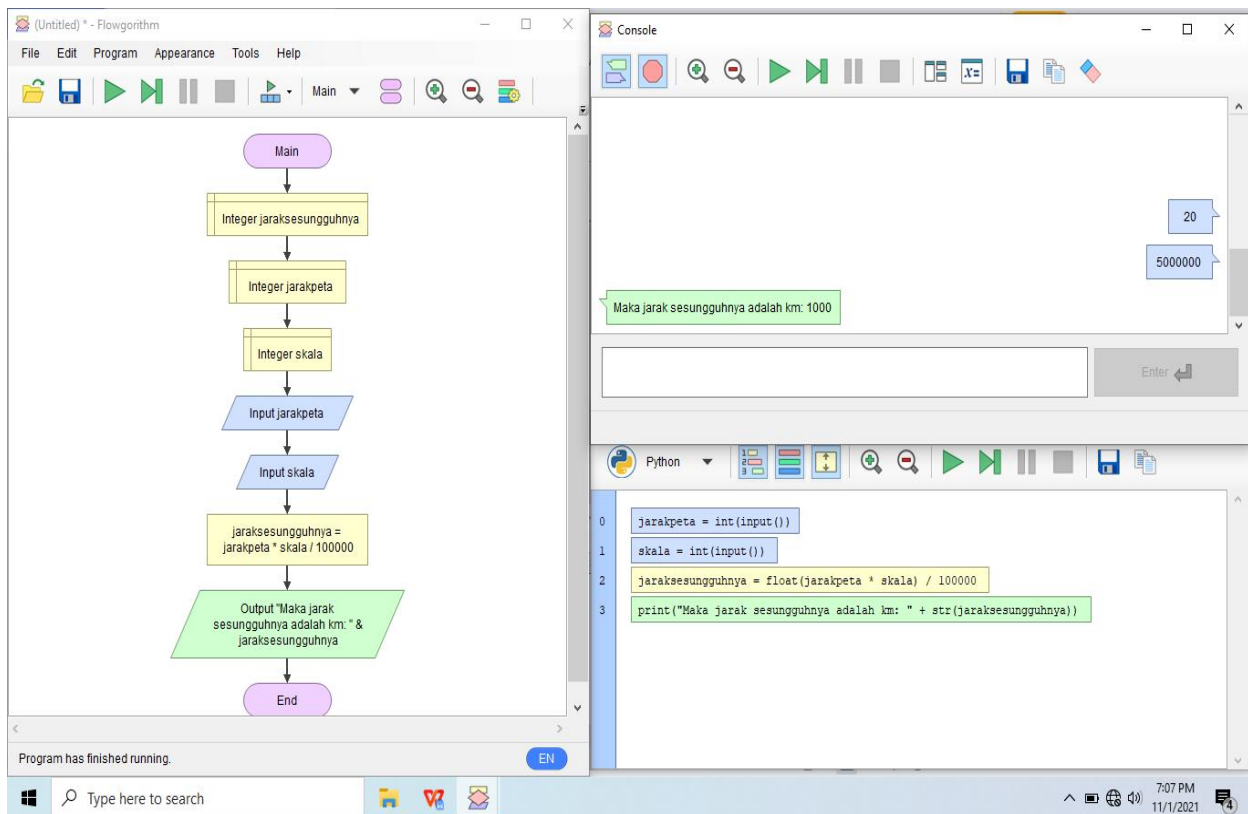 (Untitled) * - Flowgorithm
File Edit Program Appearance Tools Help
Main
Main
Integer jaraksesungguhnya
Integer jarakpeta
Integer skala
Input jarakpeta
Input skala
jaraksesungguhnya =
jarakpeta * skala / 100000
Output "Maka jarak
sesungguhnya adalah km: " &
jaraksesungguhnya
End
Program has finished running.
EN
Console
x=
20
5000000
Maka jarak sesungguhnya adalah km: 1000
Enter
Python
0 jarakpeta = int(input())
1 skala = int(input())
2 jaraksesungguhnya = float(jarakpeta * skala) / 100000
3 print("Maka jarak sesungguhnya adalah km: " + str(jaraksesungguhnya))
Type here to search
7:07 PM
11/1/2021
4